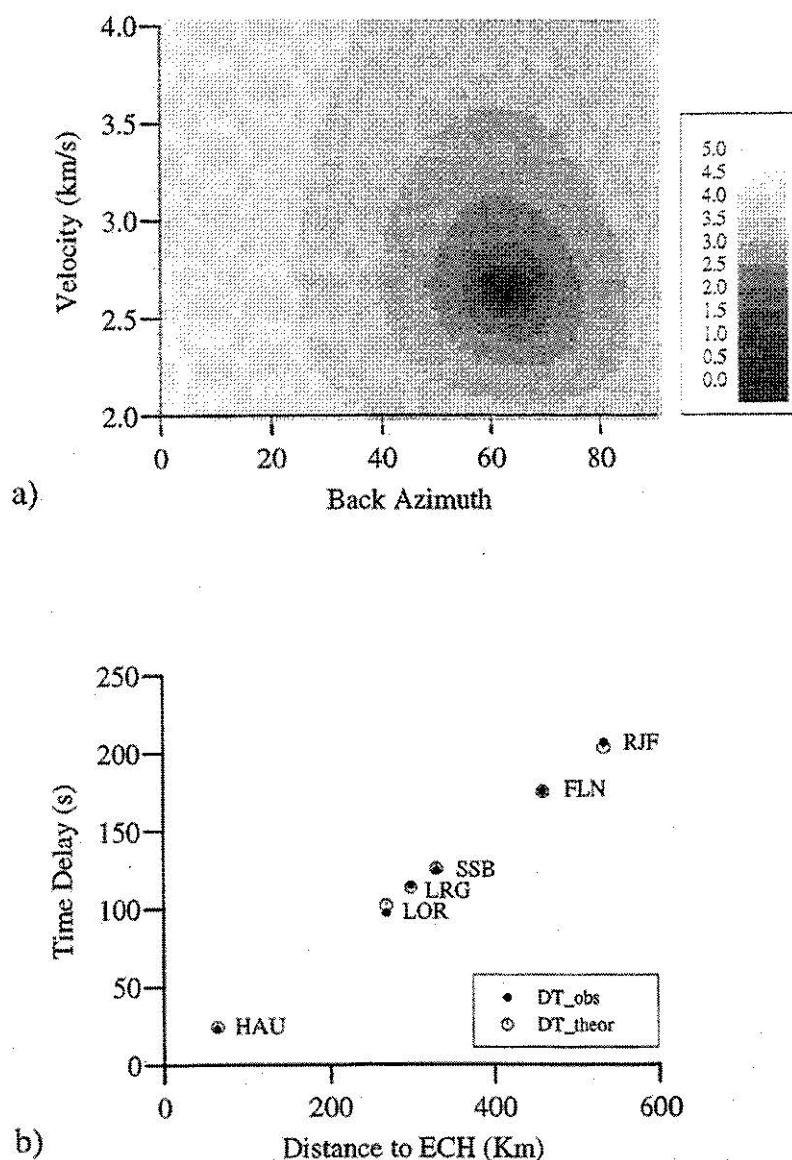 4.0
3.5
3.0
2.5
2.0
Velocity (km/s)
0 20 40 60 80
Back Azimuth
5.0
4.5
4.0
3.5
3.0
2.5
2.0
1.5
1.0
0.5
0.0
a)
250
200
150
100
50
0
Time Delay (s)
RJF
FLN
SSB
LRG
LOR
HAU
DT_obs
DT_theor
0 200 400 600
Distance to ECH (Km)
b)